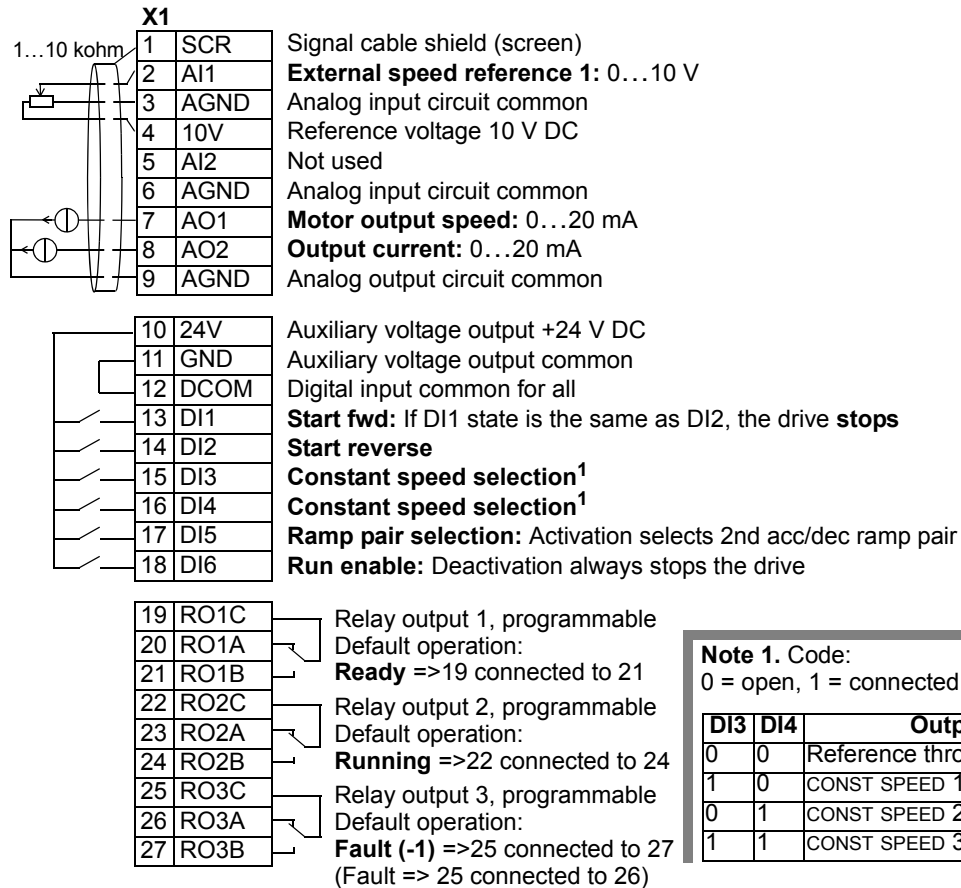 X1
1…10 kohm
1 SCR Signal cable shield (screen)
2 AI1 External speed reference 1: 0…10 V
3 AGND Analog input circuit common
4 10V Reference voltage 10 V DC
5 AI2 Not used
6 AGND Analog input circuit common
7 AO1 Motor output speed: 0…20 mA
8 AO2 Output current: 0…20 mA
9 AGND Analog output circuit common
10 24V Auxiliary voltage output +24 V DC
11 GND Auxiliary voltage output common
12 DCOM Digital input common for all
13 DI1 Start fwd: If DI1 state is the same as DI2, the drive stops
14 DI2 Start reverse
15 DI3 Constant speed selection1
16 DI4 Constant speed selection1
17 DI5 Ramp pair selection: Activation selects 2nd acc/dec ramp pair
18 DI6 Run enable: Deactivation always stops the drive
19 RO1C Relay output 1, programmable
20 RO1A Default operation:
21 RO1B Ready =>19 connected to 21
22 RO2C Relay output 2, programmable
23 RO2A Default operation:
24 RO2B Running =>22 connected to 24
25 RO3C Relay output 3, programmable
26 RO3A Default operation:
27 RO3B Fault (-1) =>25 connected to 27
(Fault => 25 connected to 26)
Note 1. Code:
0 = open, 1 = connected
DI3 DI4
0 0 Reference
1 0 CONST SPEED 1
0 1 CONST SPEED 2
1 1 CONST SPEED 3